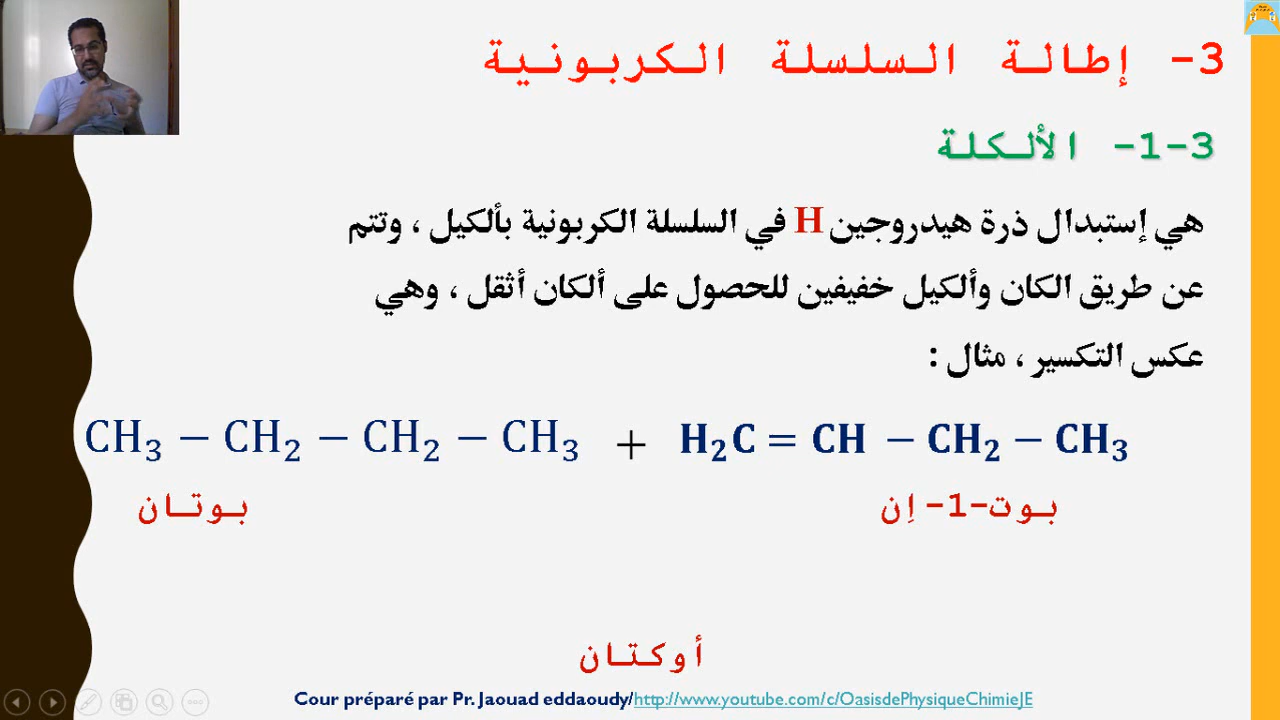 3- إطالة السلسلة الكربونية
3-1- الألكلة
هي إستبدال ذرة هيدروجين H في السلسلة الكربونية بألكيل ، وتتم
عن طريق الكان وألكيل خفيفين للحصول على ألكان أثقل ، وهي
عكس التكسير ، مثال :
CH₃ – CH₂ – CH₂ – CH₃ + H₂C = CH – CH₂ – CH₃
بوتان بوت-1-إِن
أوكتان
Cour préparé par Pr. Jaouad eddaoudy/http://www.youtube.com/c/OasisdePhysiqueChimieJE